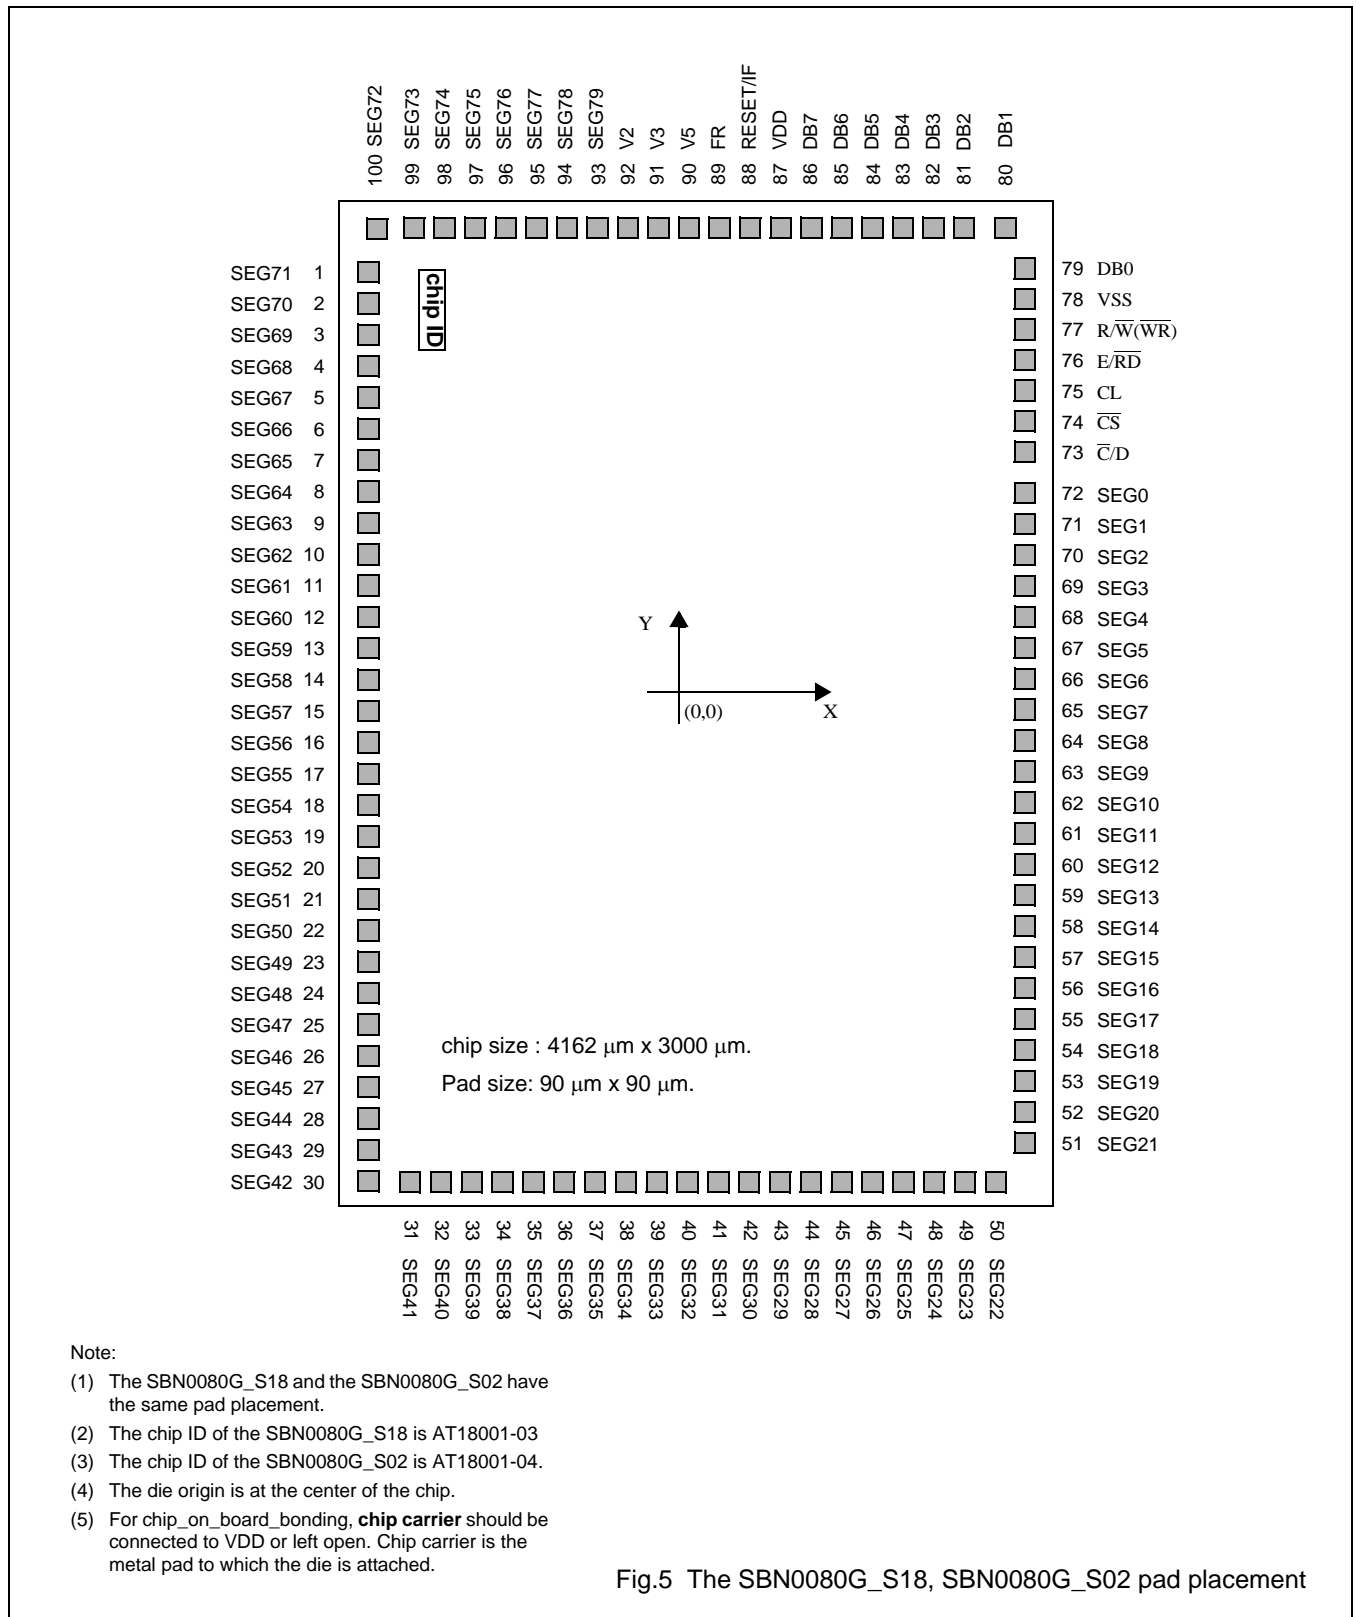 100 SEG72
99 SEG73
98 SEG74
97 SEG75
96 SEG76
95 SEG77
94 SEG78
93 SEG79
92 V2
91 V3
90 V5
89 FR
88 RESET/IF
87 VDD
86 DB7
85 DB6
84 DB5
83 DB4
82 DB3
81 DB2
80 DB1
chip ID
SEG71 1
SEG70 2
SEG69 3
SEG68 4
SEG67 5
SEG66 6
SEG65 7
SEG64 8
SEG63 9
SEG62 10
SEG61 11
SEG60 12
SEG59 13
SEG58 14
SEG57 15
SEG56 16
SEG55 17
SEG54 18
SEG53 19
SEG52 20
SEG51 21
SEG50 22
SEG49 23
SEG48 24
SEG47 25
SEG46 26
SEG45 27
SEG44 28
SEG43 29
SEG42 30
79 DB0
78 VSS
77 R/W̅(W̅R̅)
76 E/R̅D̅
75 CL
74 C̅S̅
73 C̅/D
72 SEG0
71 SEG1
70 SEG2
69 SEG3
68 SEG4
67 SEG5
66 SEG6
65 SEG7
64 SEG8
63 SEG9
62 SEG10
61 SEG11
60 SEG12
59 SEG13
58 SEG14
57 SEG15
56 SEG16
55 SEG17
54 SEG18
53 SEG19
52 SEG20
51 SEG21
Y
(0,0)
X
chip size : 4162 μm x 3000 μm.
Pad size: 90 μm x 90 μm.
31 SEG41
32 SEG40
33 SEG39
34 SEG38
35 SEG37
36 SEG36
37 SEG35
38 SEG34
39 SEG33
40 SEG32
41 SEG31
42 SEG30
43 SEG29
44 SEG28
45 SEG27
46 SEG26
47 SEG25
48 SEG24
49 SEG23
50 SEG22
Note:
(1) The SBN0080G_S18 and the SBN0080G_S02 have
the same pad placement.
(2) The chip ID of the SBN0080G_S18 is AT18001-03
(3) The chip ID of the SBN0080G_S02 is AT18001-04.
(4) The die origin is at the center of the chip.
(5) For chip_on_board_bonding, chip carrier should be
connected to VDD or left open. Chip carrier is the
metal pad to which the die is attached.
Fig.5 The SBN0080G_S18, SBN0080G_S02 pad placement